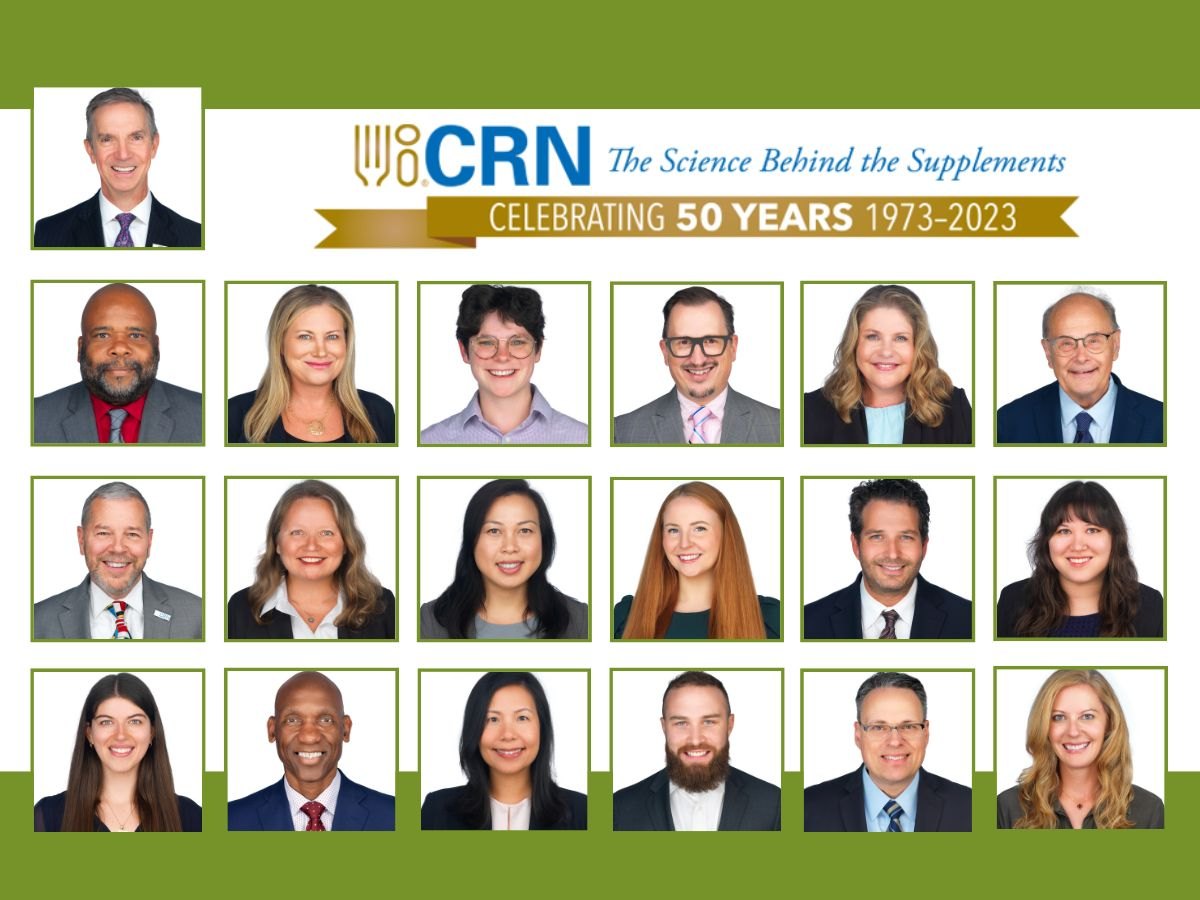 CRN The Science Behind the Supplements
CELEBRATING 50 YEARS 1973–2023